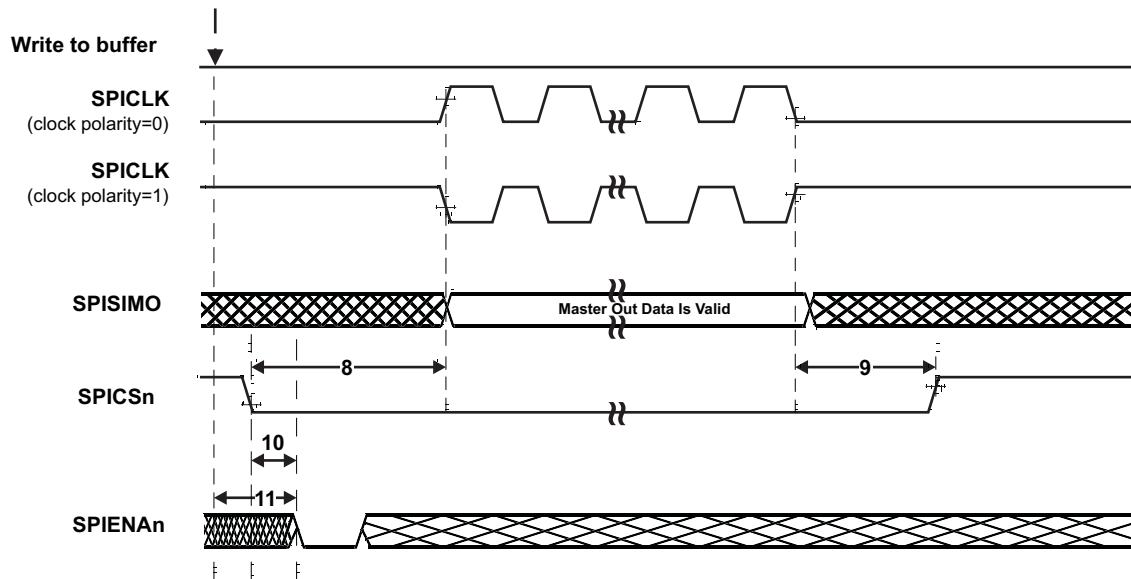 Write to buffer
SPICLK
(clock polarity=0)
SPICLK
(clock polarity=1)
SPISIMO
Master Out Data Is Valid
8
9
SPICSn
10
11
SPIENAn